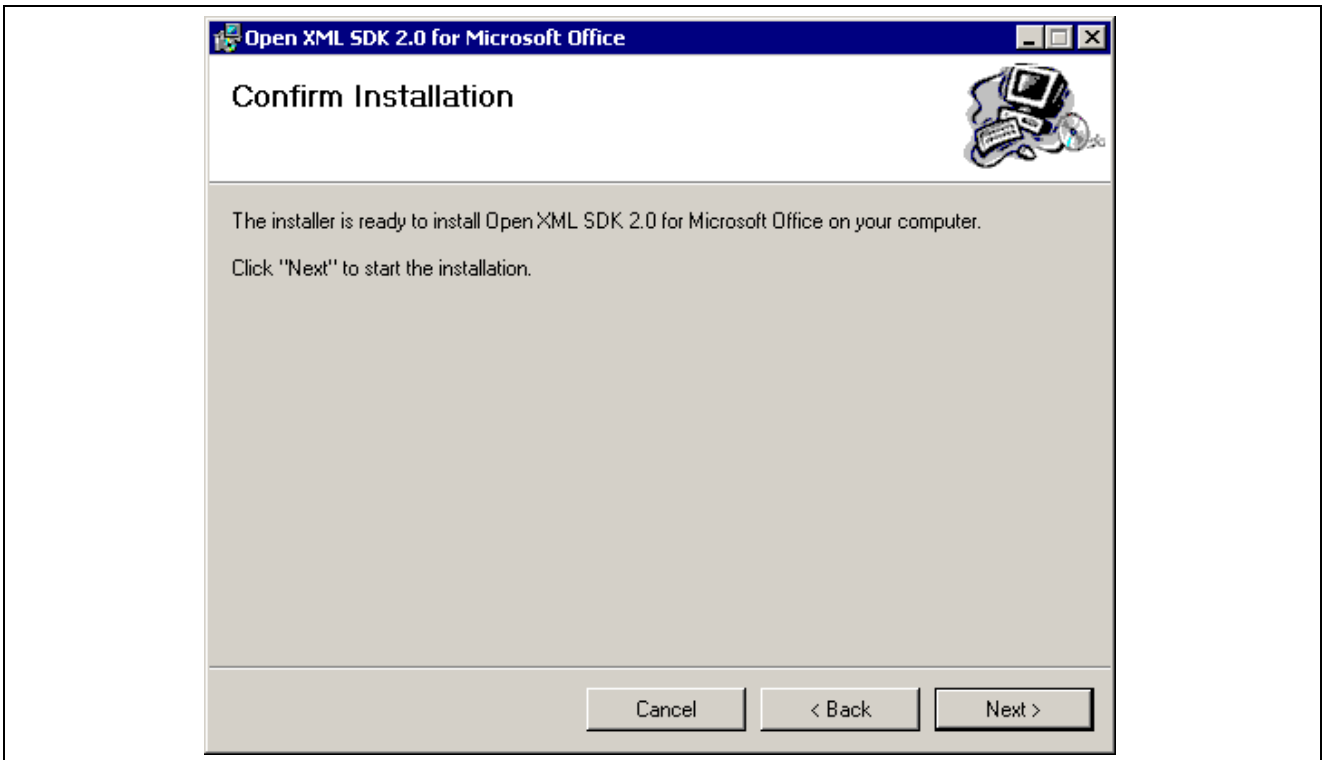 Open XML SDK 2.0 for Microsoft Office
Confirm Installation
The installer is ready to install Open XML SDK 2.0 for Microsoft Office on your computer.
Click "Next" to start the installation.
Cancel
< Back
Next >